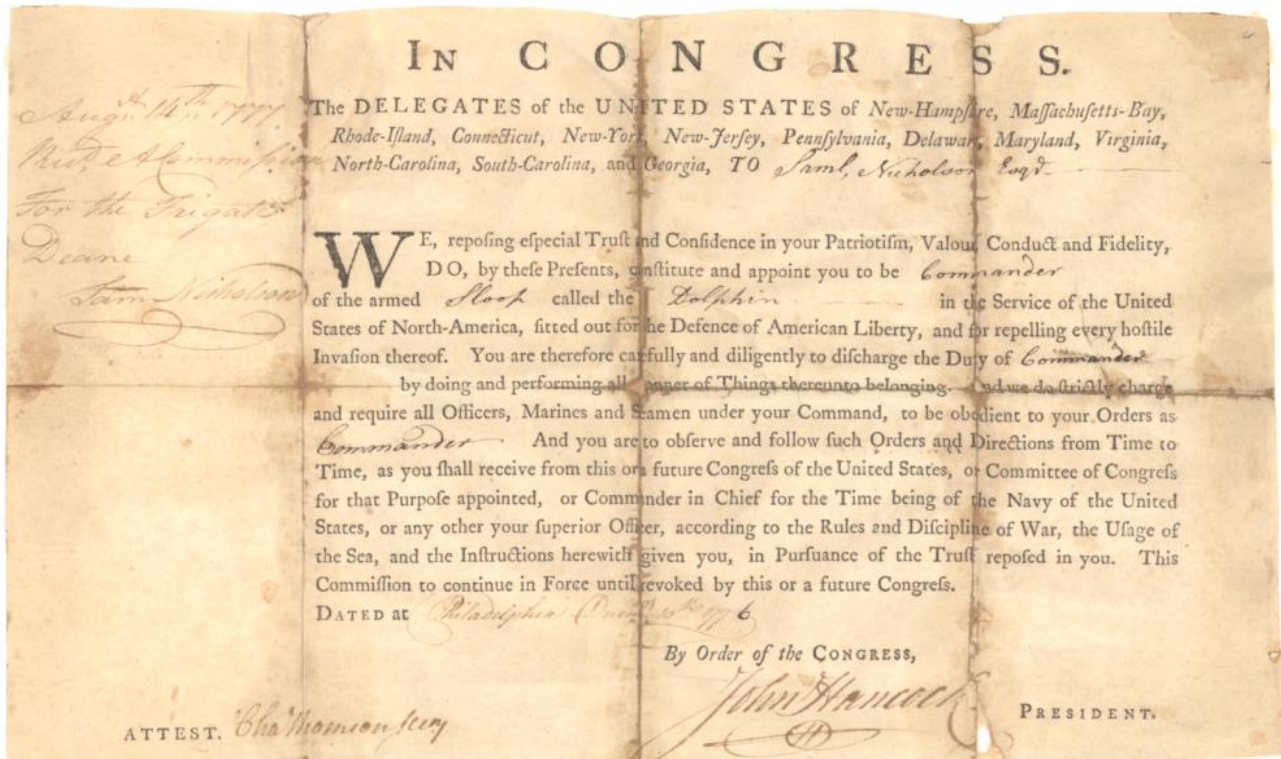 In CONGRESS.
The DELEGATES of the UNITED STATES of New-Hampſhire, Maſſachuſetts-Bay,
Rhode-Iſland, Connecticut, New-York, New-Jerſey, Pennſylvania, Delaware, Maryland, Virginia,
North-Carolina, South-Carolina, and Georgia, TO Saml, Nicholson Esqr
WE, repoſing eſpecial Truſt and Confidence in your Patriotiſm, Valour, Conduct and Fidelity,
DO, by theſe Preſents, conſtitute and appoint you to be Commander
of the armed Sloop called the Dolphin in the Service of the United
States of North-America, fitted out for the Defence of American Liberty, and for repelling every hoſtile
Invaſion thereof. You are therefore carefully and diligently to diſcharge the Duty of Commander
by doing and performing all manner of Things thereunto belonging. And we do ſtrictly charge
and require all Officers, Marines and Seamen under your Command, to be obedient to your Orders as
Commander And you are to obſerve and follow ſuch Orders and Directions from Time to
Time, as you ſhall receive from this or a future Congreſs of the United States, or Committee of Congreſs
for that Purpoſe appointed, or Commander in Chief for the Time being of the Navy of the United
States, or any other your ſuperior Officer, according to the Rules and Diſcipline of War, the Uſage of
the Sea, and the Inſtructions herewith given you, in Purſuance of the Truſt repoſed in you. This
Commiſſion to continue in Force until revoked by this or a future Congreſs.
DATED at Philadelphia 1776
By Order of the CONGRESS,
John Hancock PRESIDENT.
ATTEST. Cha Thomson secy
Augst 14th 1777
Recd, A Commission
For the Frigate
Deane
Sam Nicholson